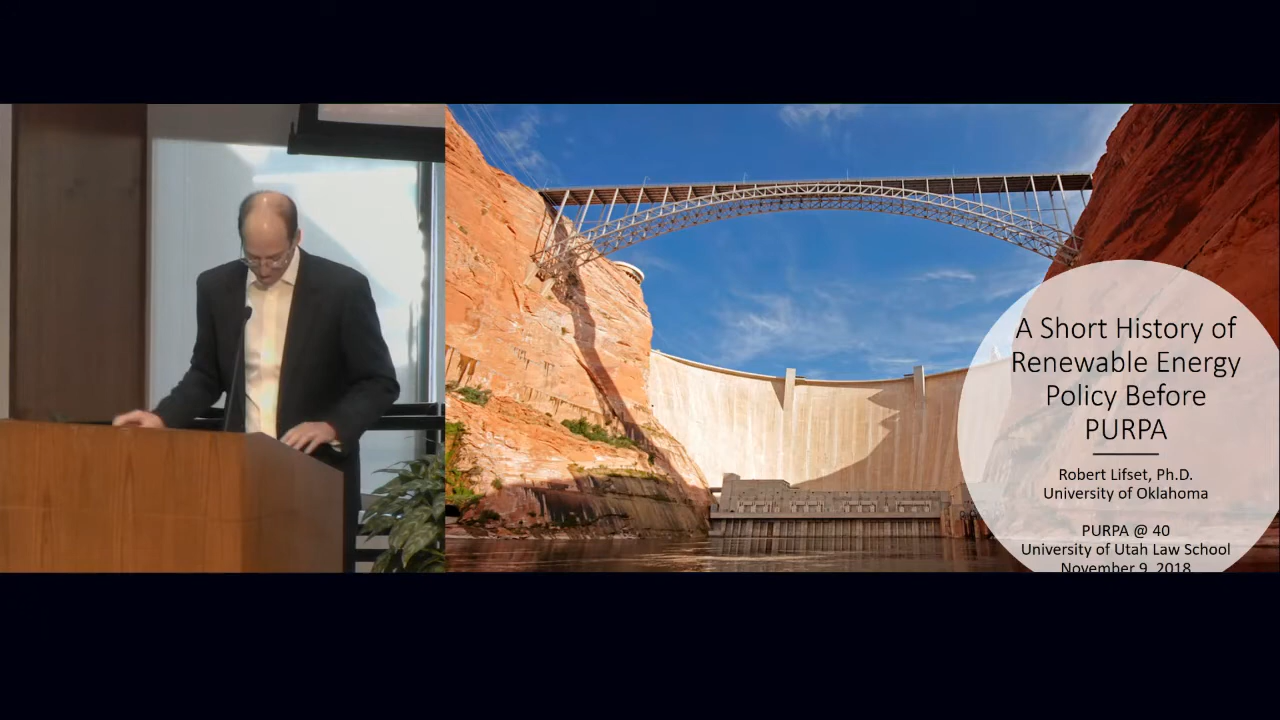 A Short History of
Renewable Energy
Policy Before
PURPA
Robert Lifset, Ph.D.
University of Oklahoma
PURPA @ 40
University of Utah Law School
November 9, 2018